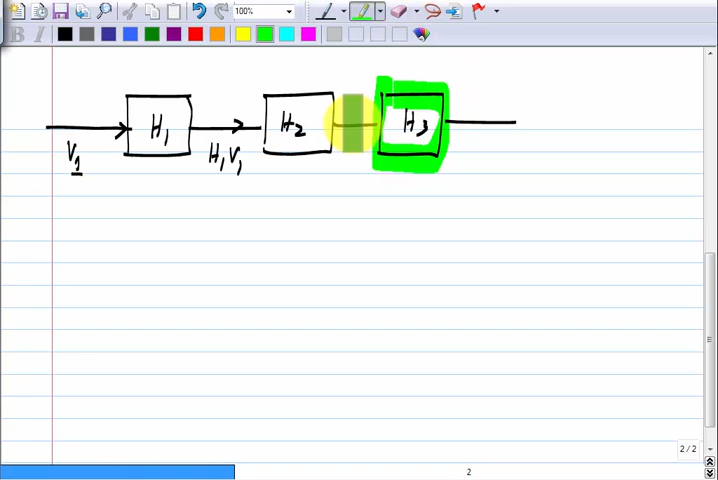 B I
100%
H₁ H₂ H₃
V₁ H₁V₁
2/2
2